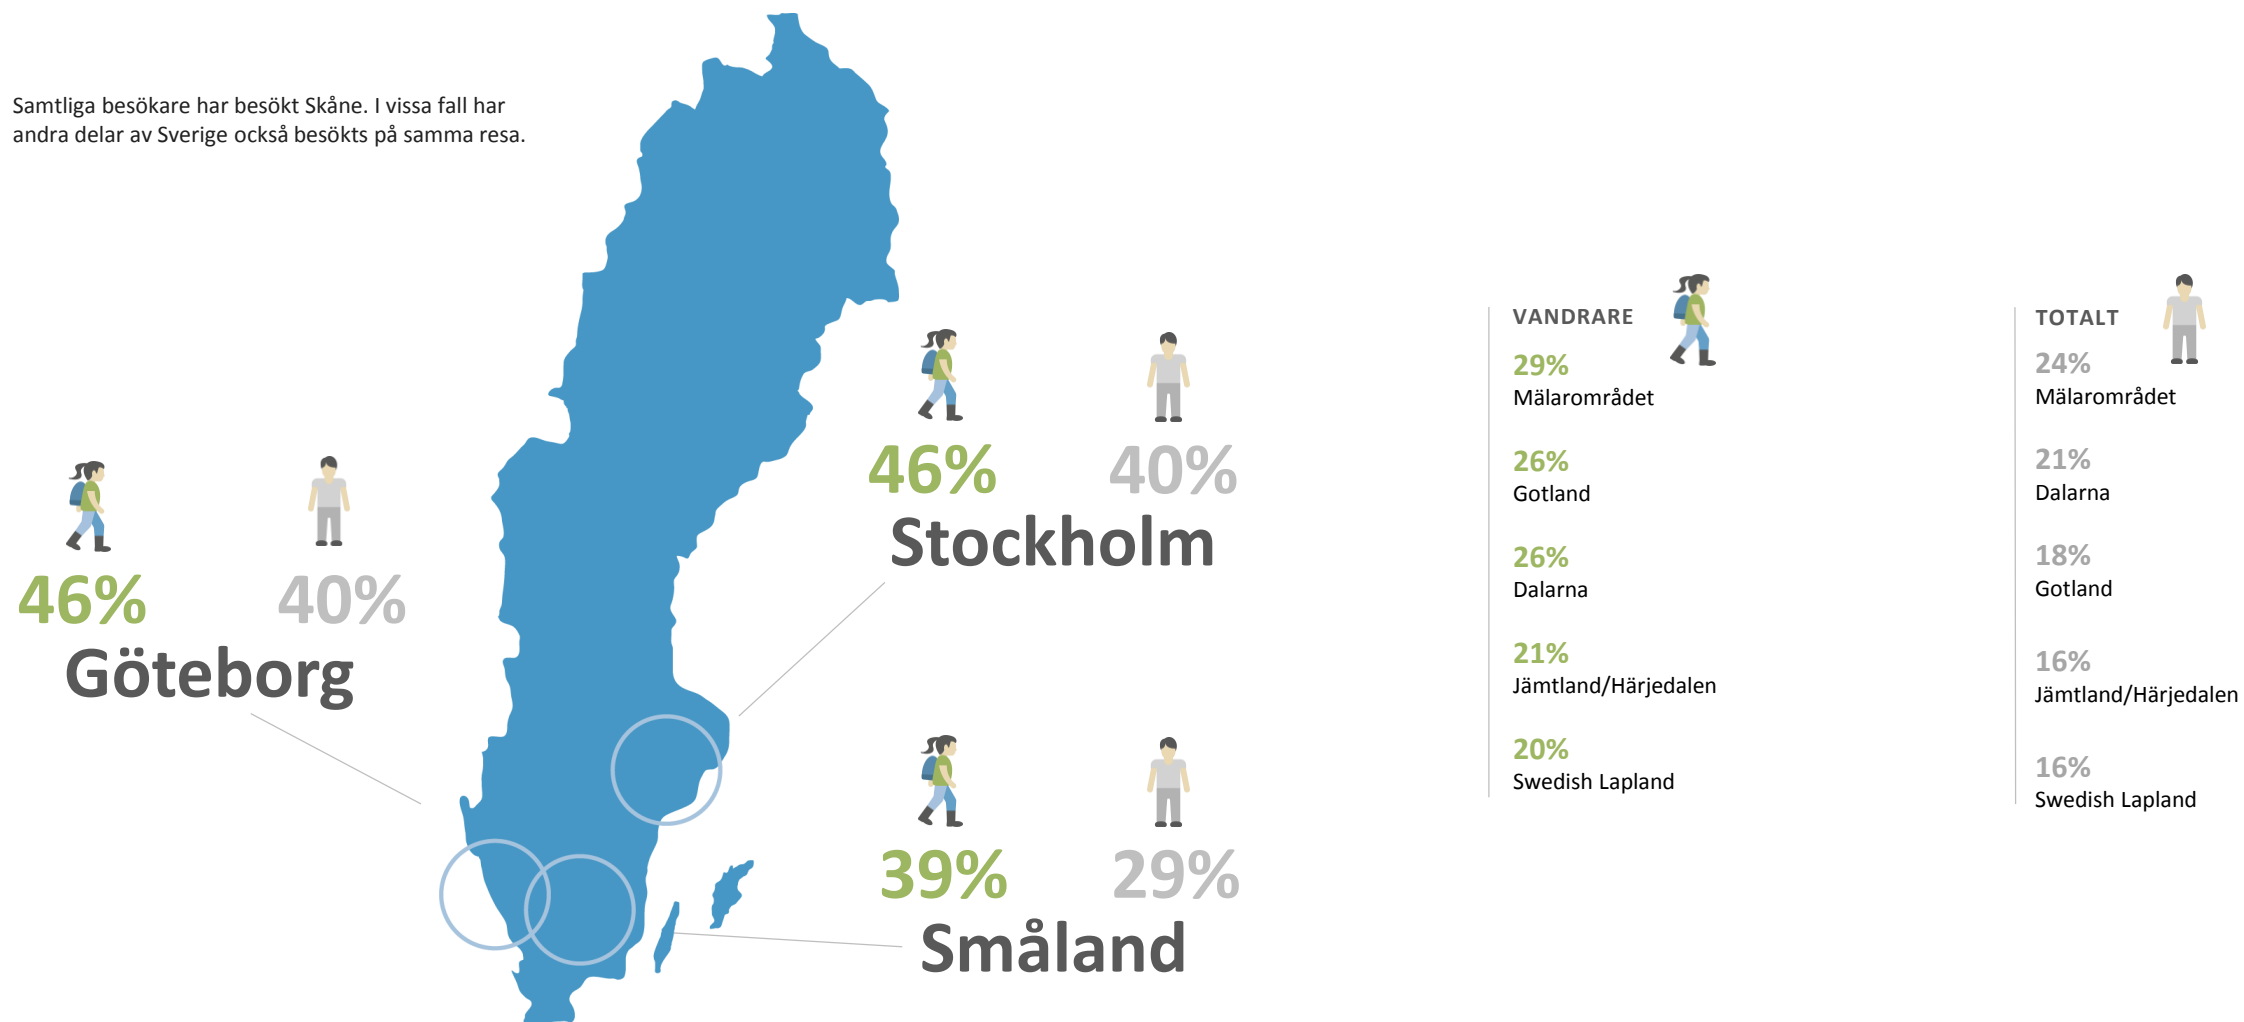 Samtliga besökare har besökt Skåne. I vissa fall har
andra delar av Sverige också besökts på samma resa.
46% 40%
Göteborg
46% 40%
Stockholm
39% 29%
Småland
VANDRARE
29%
Mälarområdet
26%
Gotland
26%
Dalarna
21%
Jämtland/Härjedalen
20%
Swedish Lapland
TOTALT
24%
Mälarområdet
21%
Dalarna
18%
Gotland
16%
Jämtland/Härjedalen
16%
Swedish Lapland